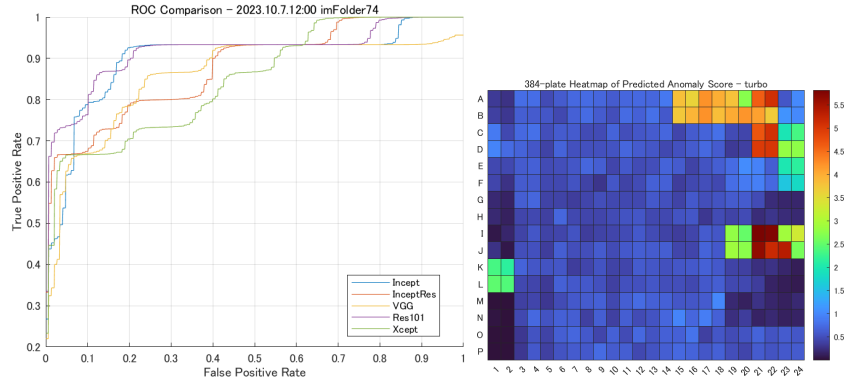 ROC Comparison - 2023.10.7.12:00 imFolder74
True Positive Rate
1
0.9
0.8
0.7
0.6
0.5
0.4
0.3
0.2
0 0.1 0.2 0.3 0.4 0.5 0.6 0.7 0.8 0.9 1
False Positive Rate
Incept
InceptRes
VGG
Res101
Xcept
384-plate Heatmap of Predicted Anomaly Score - turbo
A
B
C
D
E
F
G
H
I
J
K
L
M
N
O
P
1 2 3 4 5 6 7 8 9 10 11 12 13 14 15 16 17 18 19 20 21 22 23 24
5.5
5
4.5
4
3.5
3
2.5
2
1.5
1
0.5
0